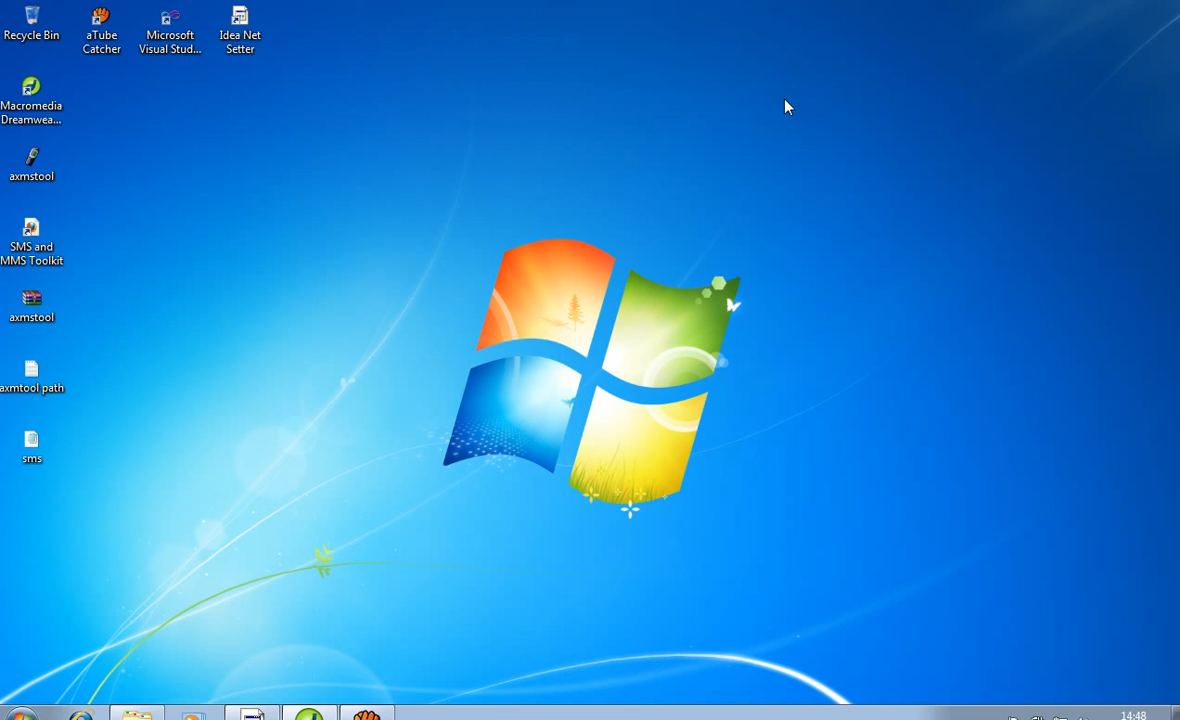 Recycle Bin
aTube
Catcher
Microsoft
Visual Stud...
Idea Net
Setter
Macromedia
Dreamwea...
axmstool
SMS and
MMS Toolkit
axmstool
axmtool path
sms
14:48